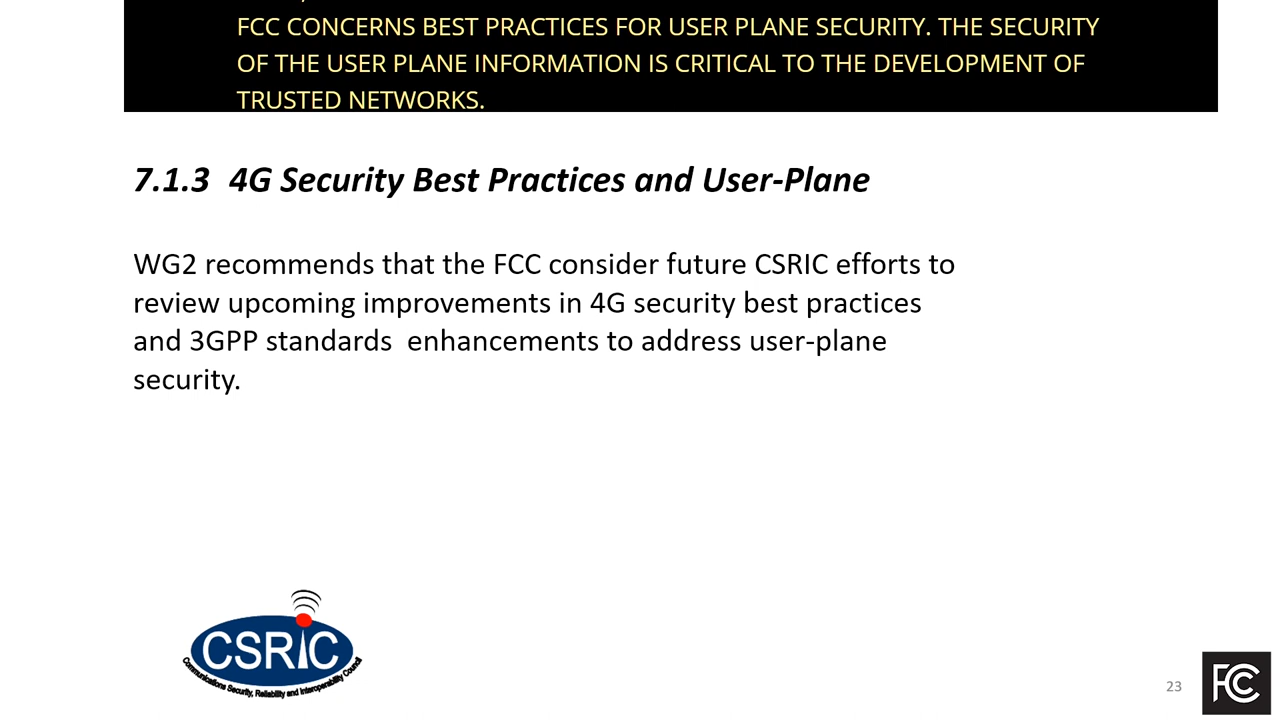 FCC CONCERNS BEST PRACTICES FOR USER PLANE SECURITY. THE SECURITY
OF THE USER PLANE INFORMATION IS CRITICAL TO THE DEVELOPMENT OF
TRUSTED NETWORKS.
7.1.3 4G Security Best Practices and User-Plane
WG2 recommends that the FCC consider future CSRIC efforts to
review upcoming improvements in 4G security best practices
and 3GPP standards enhancements to address user-plane
security.
CSRIC
Communications Security, Reliability and Interoperability Council
23
FCC